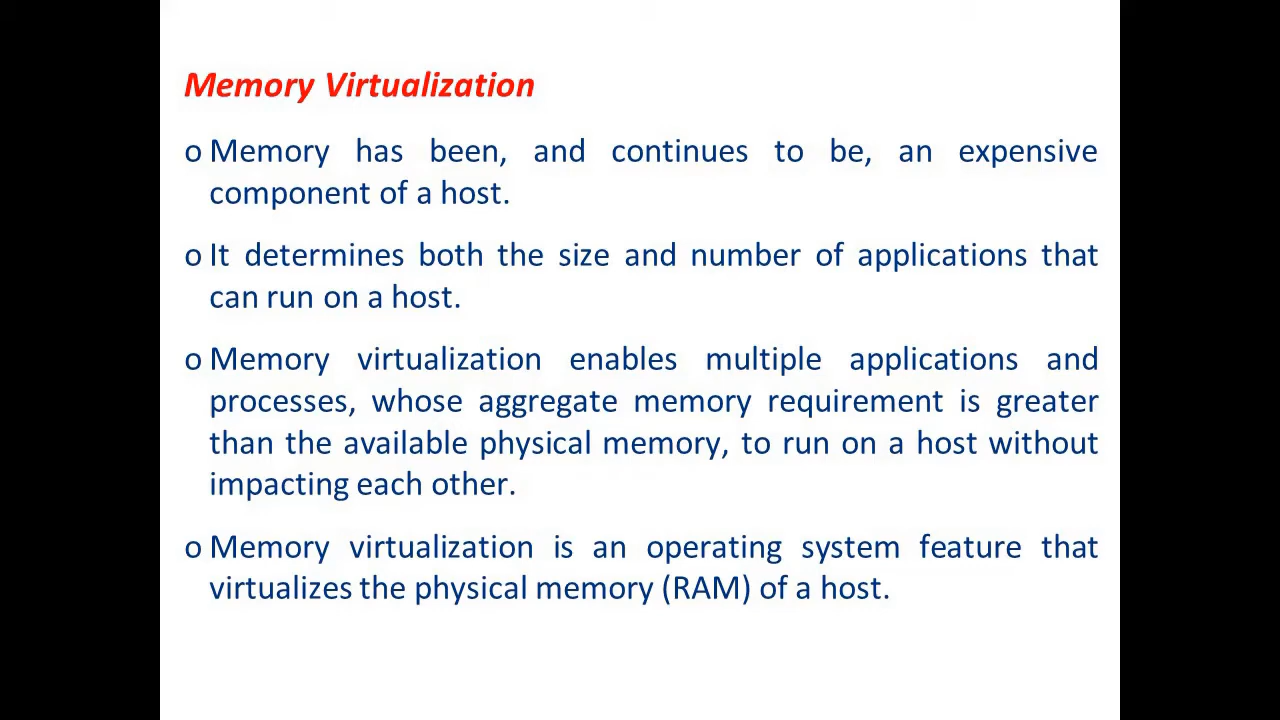 Memory Virtualization
o Memory has been, and continues to be, an expensive
component of a host.
o It determines both the size and number of applications that
can run on a host.
o Memory virtualization enables multiple applications and
processes, whose aggregate memory requirement is greater
than the available physical memory, to run on a host without
impacting each other.
o Memory virtualization is an operating system feature that
virtualizes the physical memory (RAM) of a host.